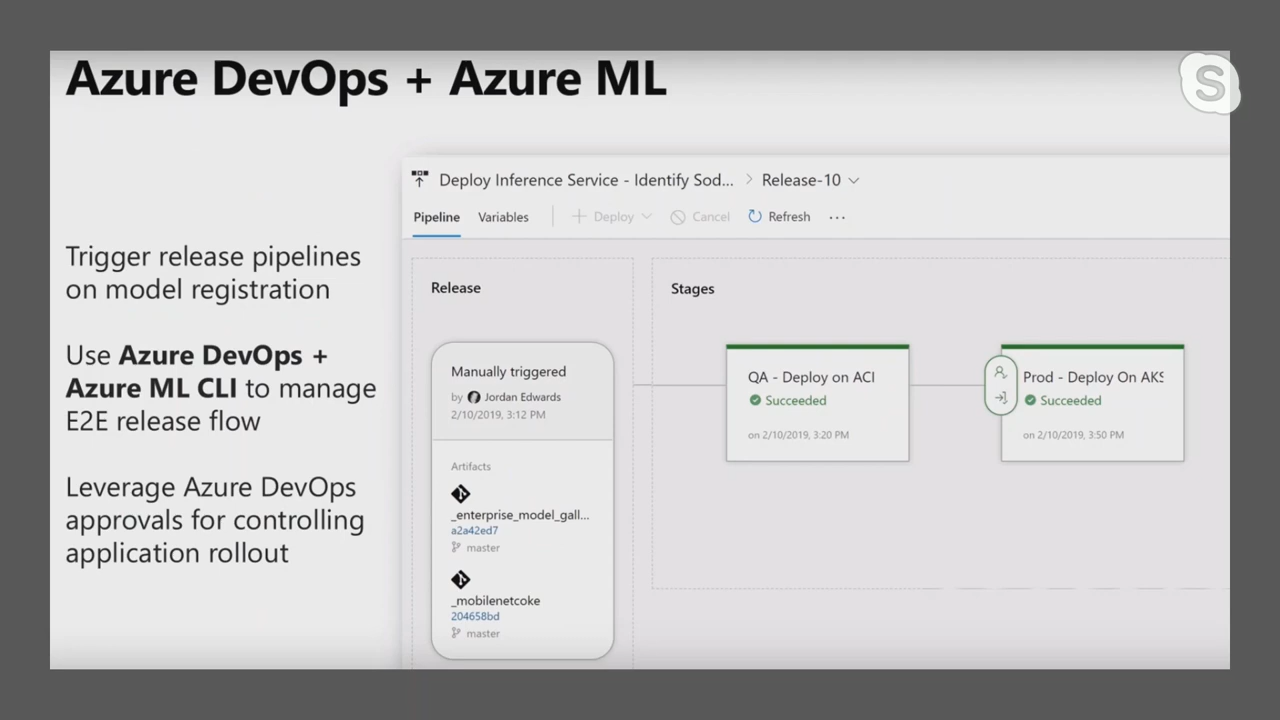 Azure DevOps + Azure ML
S
Trigger release pipelines
on model registration
Use Azure DevOps +
Azure ML CLI to manage
E2E release flow
Leverage Azure DevOps
approvals for controlling
application rollout
Deploy Inference Service - Identify Sod... > Release-10
Pipeline Variables + Deploy Cancel Refresh ...
Release
Manually triggered
by Jordan Edwards
2/10/2019, 3:12 PM
Artifacts
_enterprise_model_gall...
a2a42ed7
master
_mobilenetcoke
204658bd
master
Stages
QA - Deploy on ACI
Succeeded
on 2/10/2019, 3:20 PM
Prod - Deploy On AKS
Succeeded
on 2/10/2019, 3:50 PM